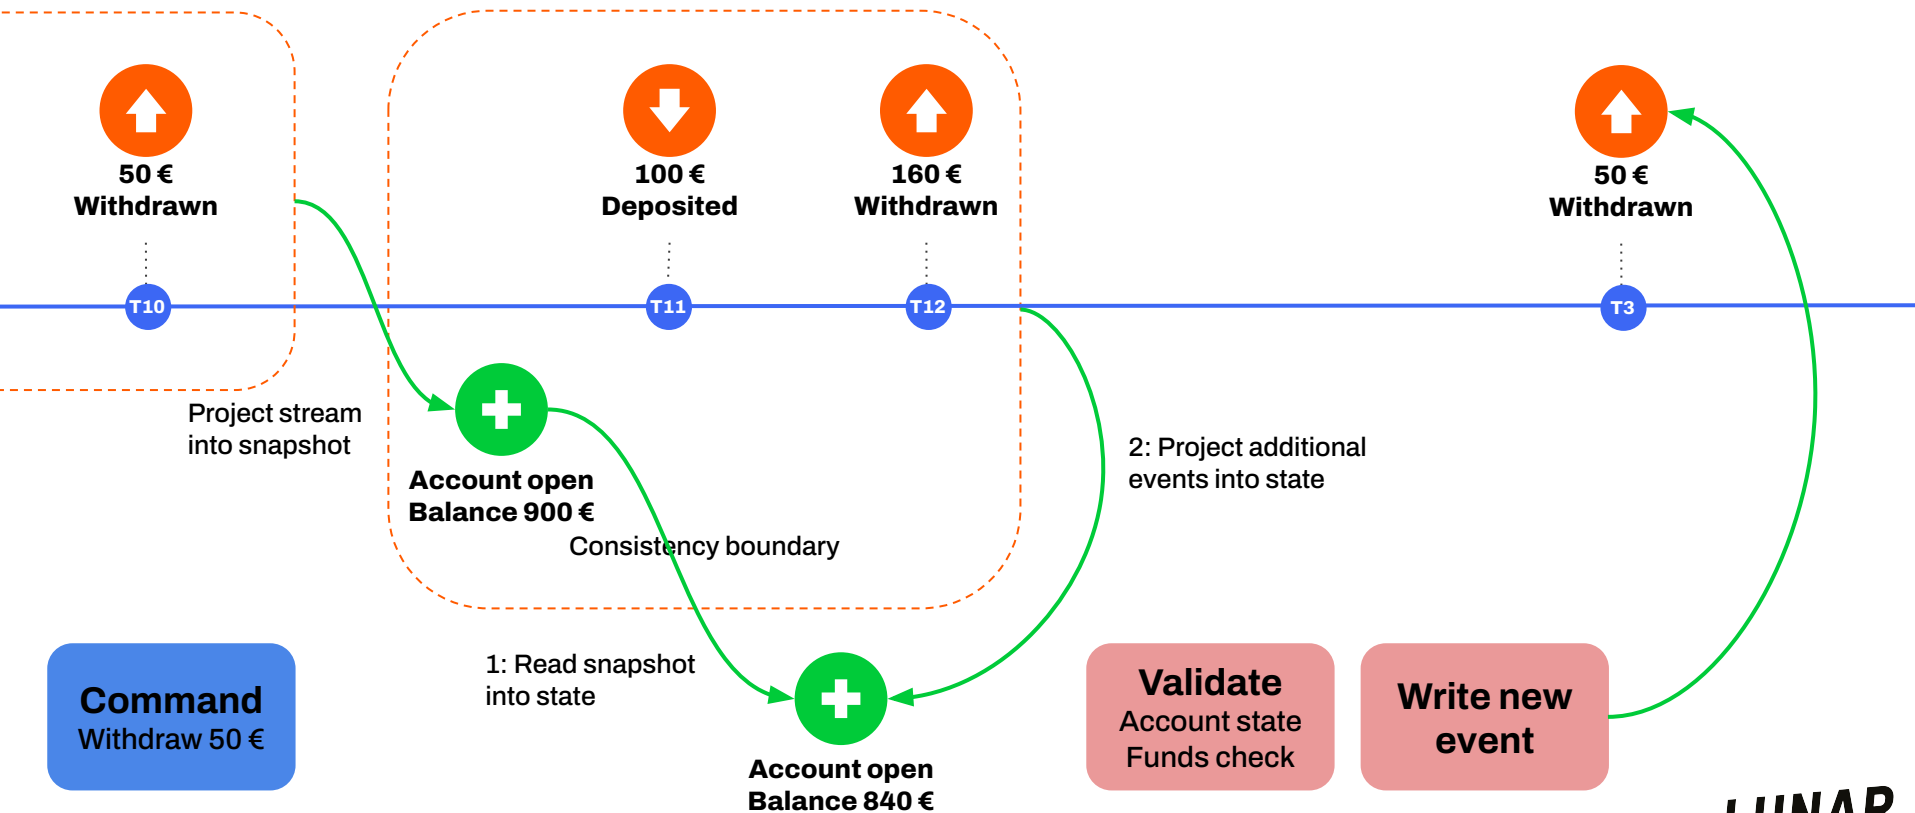 50 €
Withdrawn
100 €
Deposited
160 €
Withdrawn
50 €
Withdrawn
T10
T11
T12
T3
Project stream
into snapshot
Account open
Balance 900 €
Consistency boundary
2: Project additional
events into state
1: Read snapshot
into state
Command
Withdraw 50 €
Account open
Balance 840 €
Validate
Account state
Funds check
Write new
event
LUNAR